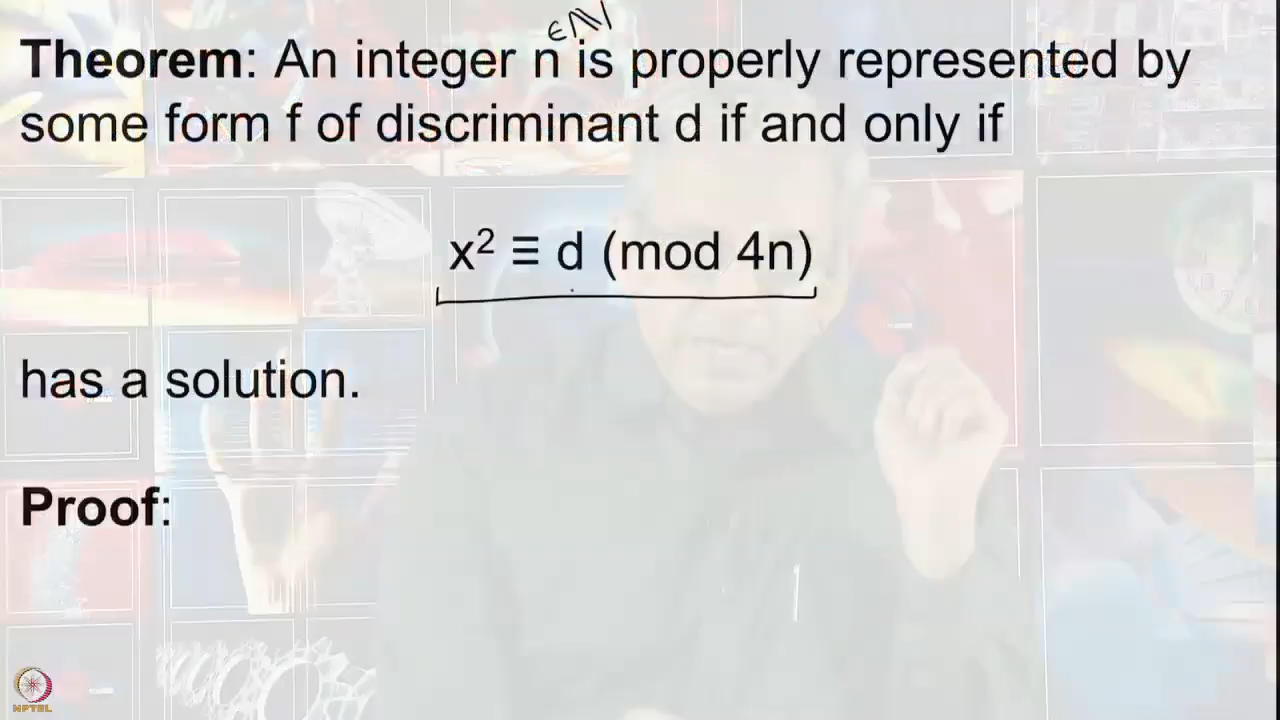 ∈ℕ
Theorem: An integer n is properly represented by
some form f of discriminant d if and only if
x² ≡ d (mod 4n)
has a solution.
Proof:
NPTEL